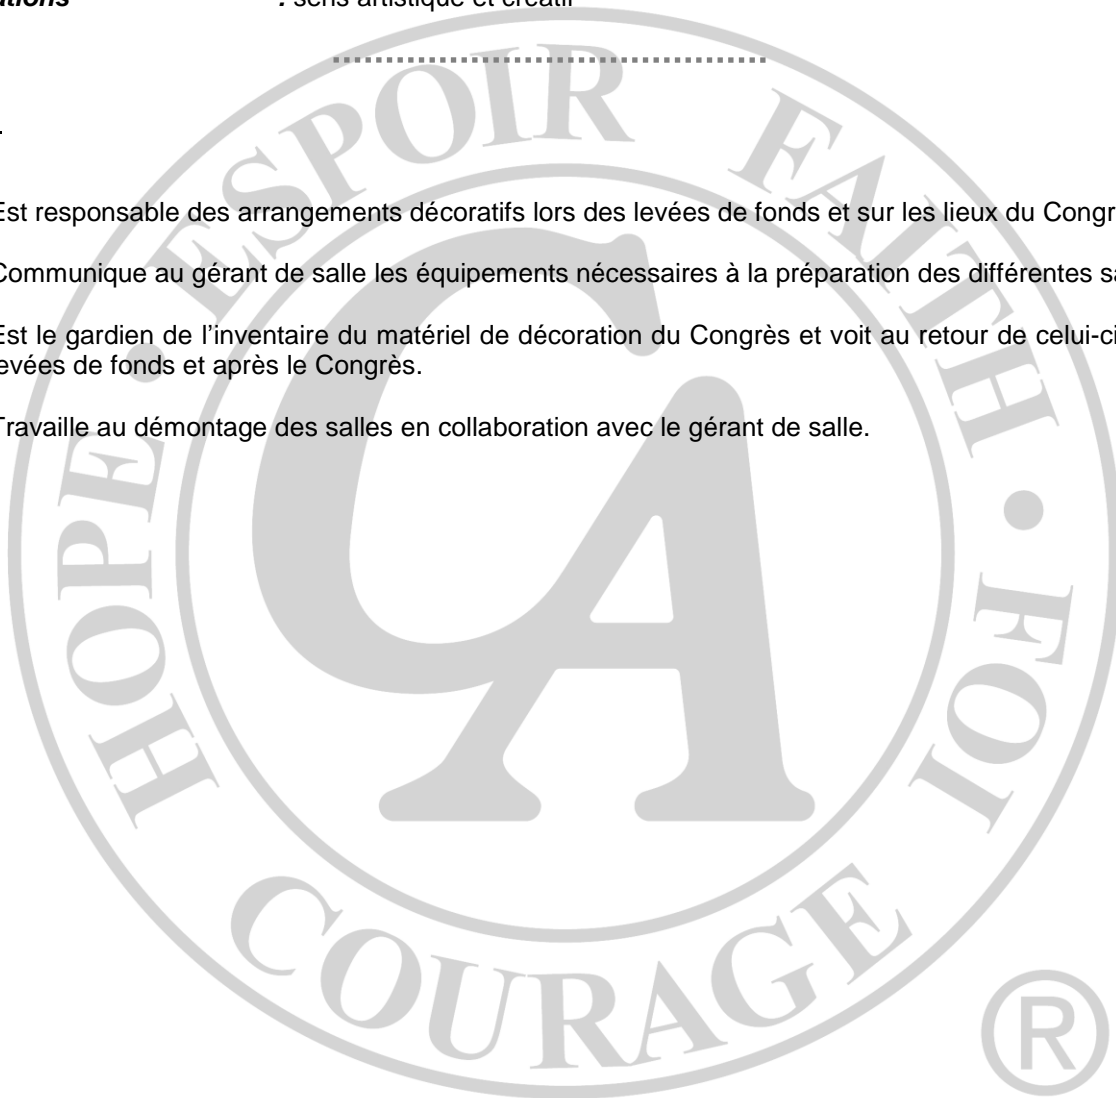 ations : sens artistique et créatif
Est responsable des arrangements décoratifs lors des levées de fonds et sur les lieux du Congr
Communique au gérant de salle les équipements nécessaires à la préparation des différentes sa
Est le gardien de l’inventaire du matériel de décoration du Congrès et voit au retour de celui-ci
levées de fonds et après le Congrès.
Travaille au démontage des salles en collaboration avec le gérant de salle.
HOPE • ESPOIR FAITH • FOI
COURAGE
CA
®